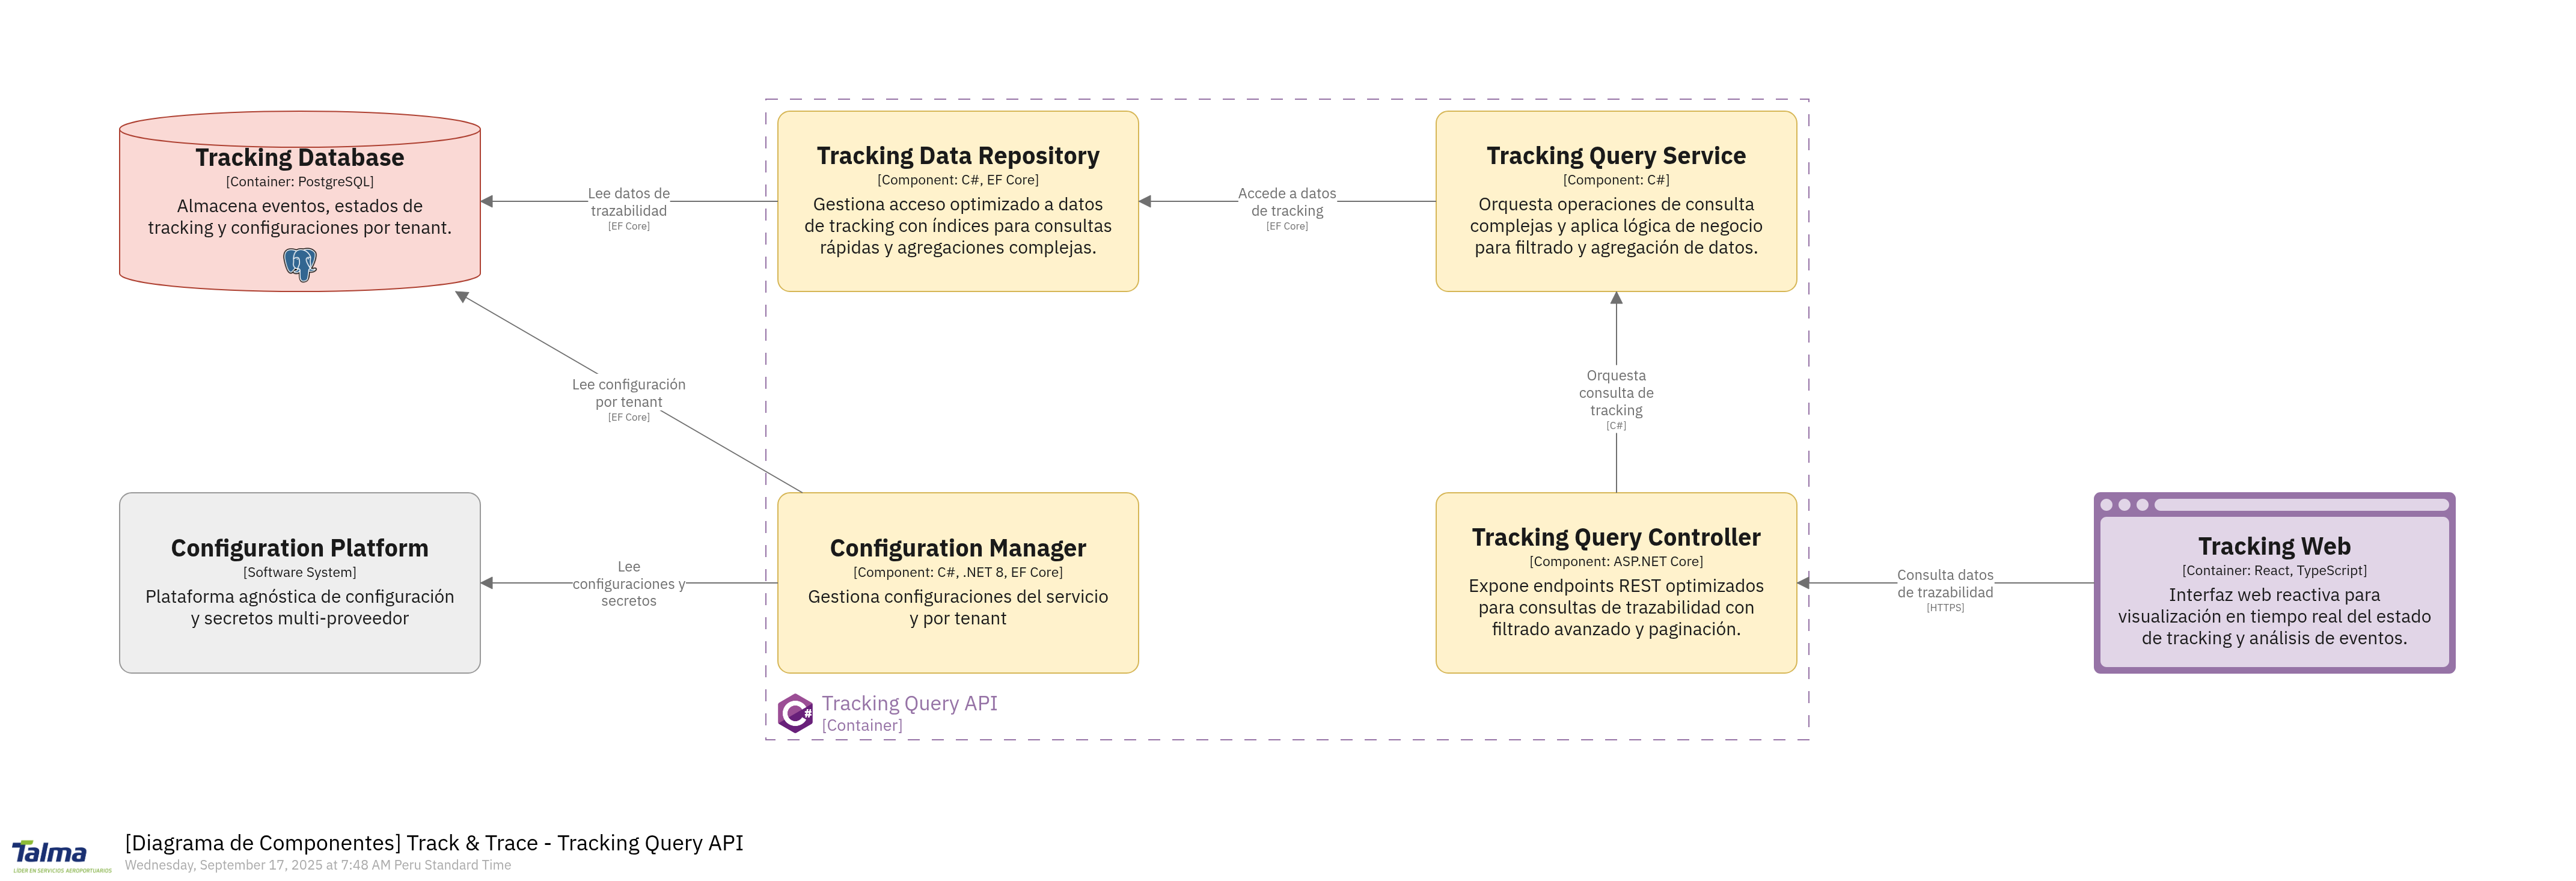 Tracking Database
[Container: PostgreSQL]
Almacena eventos, estados de
tracking y configuraciones por tenant.
Lee datos de
trazabilidad
[EF Core]
Tracking Data Repository
[Component: C#, EF Core]
Gestiona acceso optimizado a datos
de tracking con índices para consultas
rápidas y agregaciones complejas.
Accede a datos
de tracking
[EF Core]
Tracking Query Service
[Component: C#]
Orquesta operaciones de consulta
complejas y aplica lógica de negocio
para filtrado y agregación de datos.
Lee configuración
por tenant
[EF Core]
Orquesta
consulta de
tracking
[C#]
Configuration Platform
[Software System]
Plataforma agnóstica de configuración
y secretos multi-proveedor
Lee
configuraciones y
secretos
Configuration Manager
[Component: C#, .NET 8, EF Core]
Gestiona configuraciones del servicio
y por tenant
Tracking Query Controller
[Component: ASP.NET Core]
Expone endpoints REST optimizados
para consultas de trazabilidad con
filtrado avanzado y paginación.
Consulta datos
de trazabilidad
[HTTPS]
Tracking Web
[Container: React, TypeScript]
Interfaz web reactiva para
visualización en tiempo real del estado
de tracking y análisis de eventos.
C#
Tracking Query API
[Container]
Talma
LÍDER EN SERVICIOS AEROPORTUARIOS
[Diagrama de Componentes] Track & Trace - Tracking Query API
Wednesday, September 17, 2025 at 7:48 AM Peru Standard Time